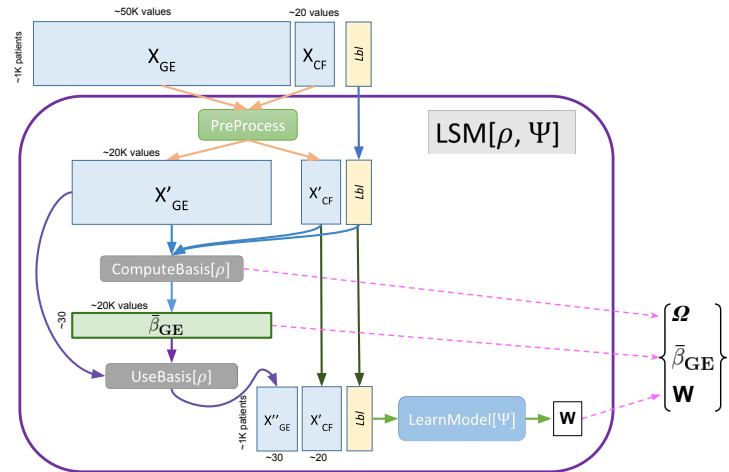 ~50K values
~20 values
~1K patients
X_GE
X_CF
Lbl
PreProcess
LSM[ρ, Ψ]
~20K values
X′_GE
X′_CF
Lbl
ComputeBasis[ρ]
~20K values
~30
β̄_GE
UseBasis[ρ]
~1K patients
X′′_GE
X′_CF
Lbl
LearnModel[Ψ]
W
~30
~20
Ω
β̄_GE
W